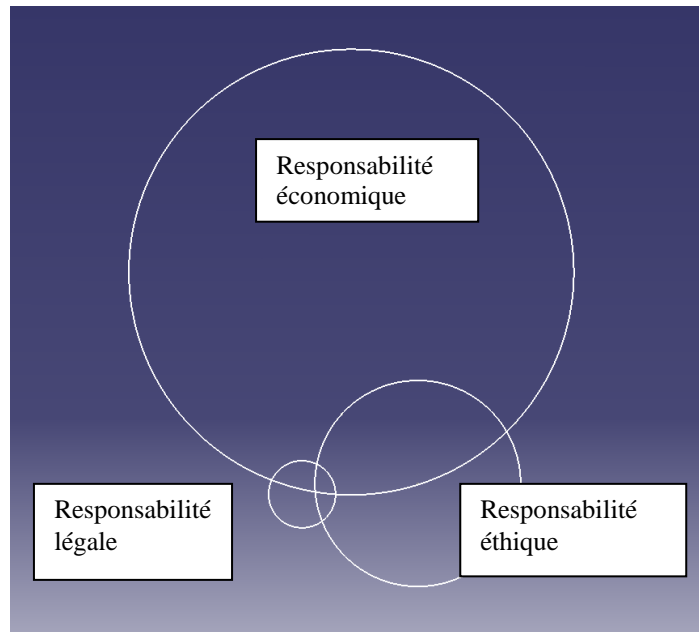 Responsabilité
économique
Responsabilité
légale
Responsabilité
éthique